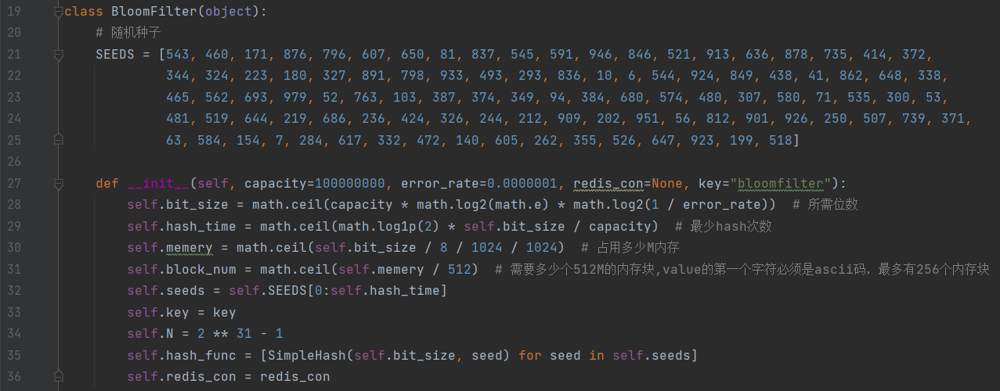 19 class BloomFilter(object):
20     # 随机种子
21     SEEDS = [543, 460, 171, 876, 796, 607, 650, 81, 837, 545, 591, 946, 846, 521, 913, 636, 878, 735, 414, 372,
22              344, 324, 223, 180, 327, 891, 798, 933, 493, 293, 836, 10, 6, 544, 924, 849, 438, 41, 862, 648, 338,
23              465, 562, 693, 979, 52, 763, 103, 387, 374, 349, 94, 384, 680, 574, 480, 307, 580, 71, 535, 300, 53,
24              481, 519, 644, 219, 686, 236, 424, 326, 244, 212, 909, 202, 951, 56, 812, 901, 926, 250, 507, 739, 371,
25              63, 584, 154, 7, 284, 617, 332, 472, 140, 605, 262, 355, 526, 647, 923, 199, 518]
26
27     def __init__(self, capacity=100000000, error_rate=0.0000001, redis_con=None, key="bloomfilter"):
28         self.bit_size = math.ceil(capacity * math.log2(math.e) * math.log2(1 / error_rate))  # 所需位数
29         self.hash_time = math.ceil(math.log1p(2) * self.bit_size / capacity)  # 最少hash次数
30         self.memery = math.ceil(self.bit_size / 8 / 1024 / 1024)  # 占用多少M内存
31         self.block_num = math.ceil(self.memery / 512)  # 需要多少个512M的内存块,value的第一个字符必须是ascii码，最多有256个内存块
32         self.seeds = self.SEEDS[0:self.hash_time]
33         self.key = key
34         self.N = 2 ** 31 - 1
35         self.hash_func = [SimpleHash(self.bit_size, seed) for seed in self.seeds]
36         self.redis_con = redis_con